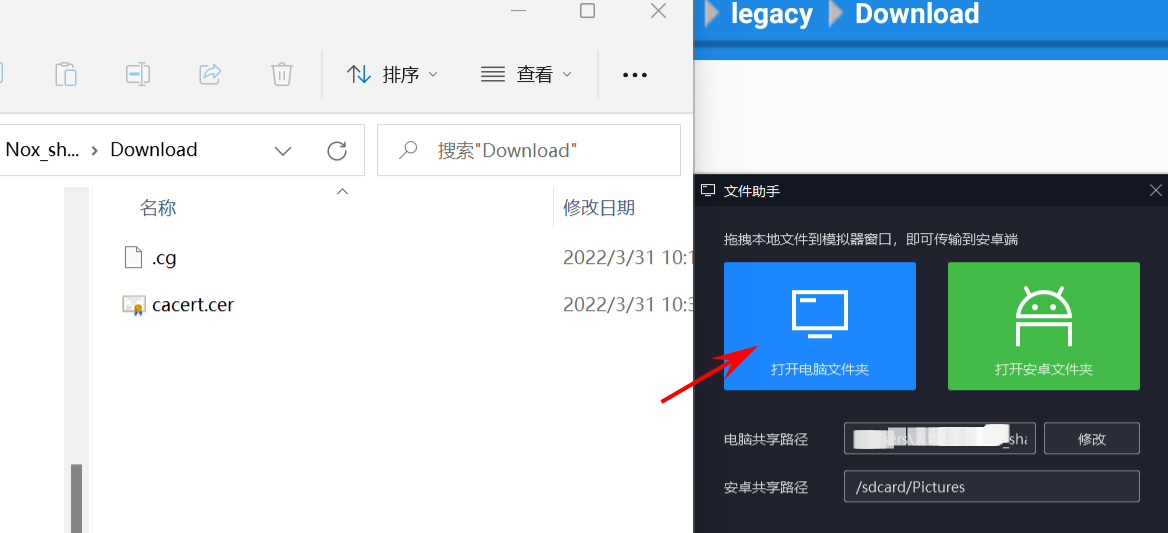 legacy Download
排序 查看
Nox_sh... Download
搜索"Download"
名称 修改日期
.cg 2022/3/31 10:1
cacert.cer 2022/3/31 10:3
文件助手
拖拽本地文件到模拟器窗口，即可传输到安卓端
打开电脑文件夹 打开安卓文件夹
电脑共享路径 _sha 修改
安卓共享路径 /sdcard/Pictures